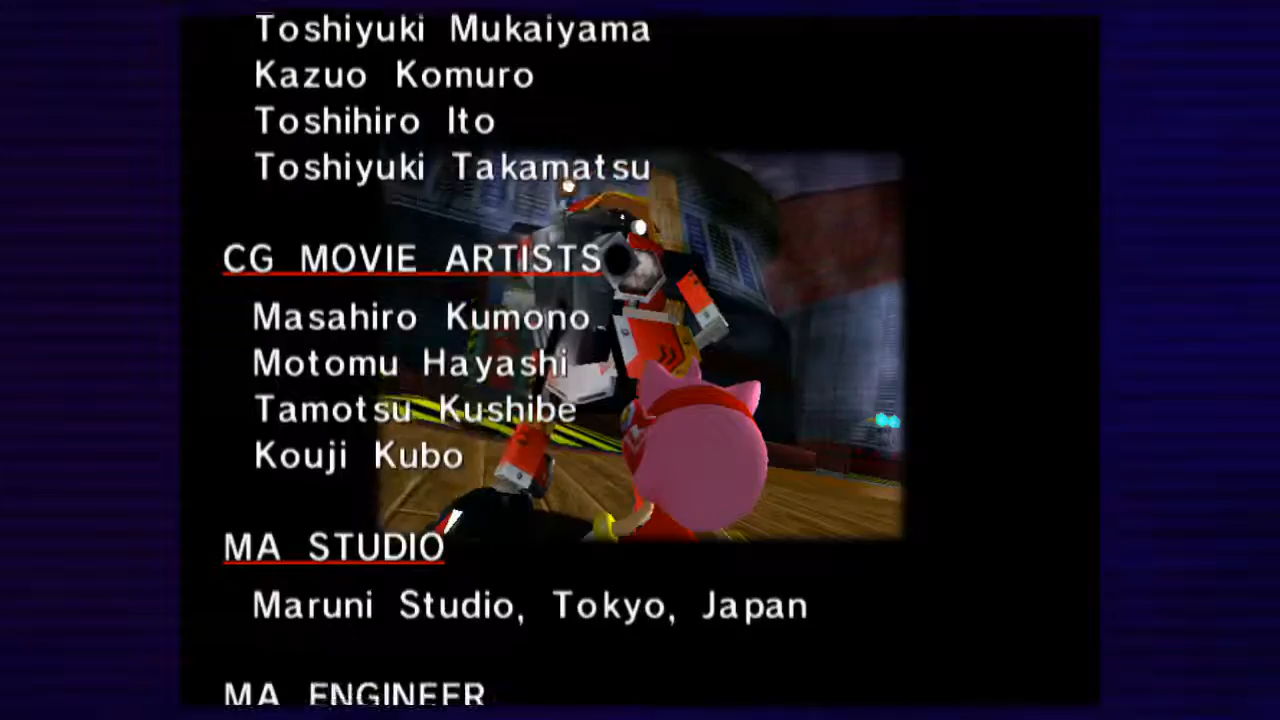 Toshiyuki Mukaiyama
Kazuo Komuro
Toshihiro Ito
Toshiyuki Takamatsu
CG MOVIE ARTISTS
Masahiro Kumono
Motomu Hayashi
Tamotsu Kushibe
Kouji Kubo
MA STUDIO
Maruni Studio, Tokyo, Japan
MA ENGINEER